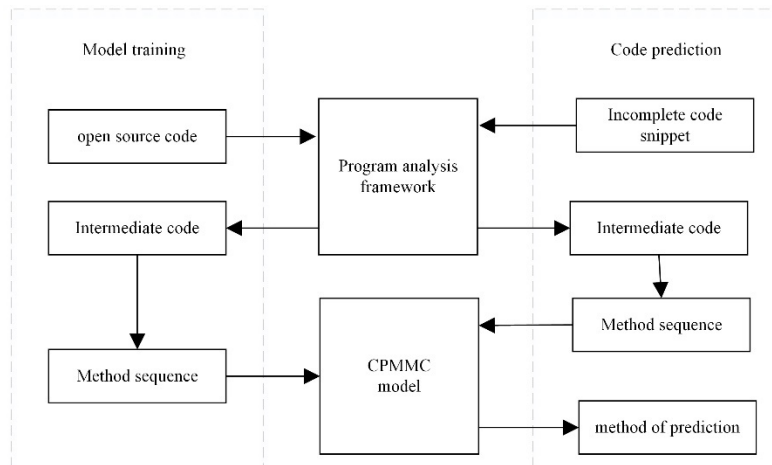 Model training
Code prediction
open source code
Incomplete code
snippet
Program analysis
framework
Intermediate code
Intermediate code
Method sequence
CPMMC
model
Method sequence
method of prediction